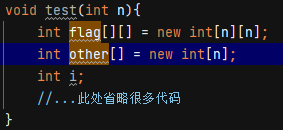 void test(int n){
int flag[][] = new int[n][n];
int other[] = new int[n];
int i;
//...此处省略很多代码
}